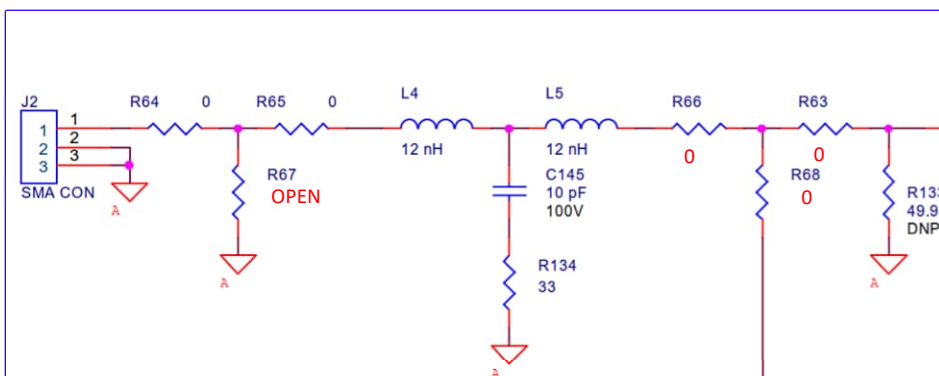 J2
R64 0
R65 0
L4
L5
R66
R63
1
2
3
1
2
3
SMA CON
12 nH
12 nH
0
0
R67
OPEN
C145
10 pF
100V
R68
0
R133
49.9
DNP
A
A
A
R134
33
A